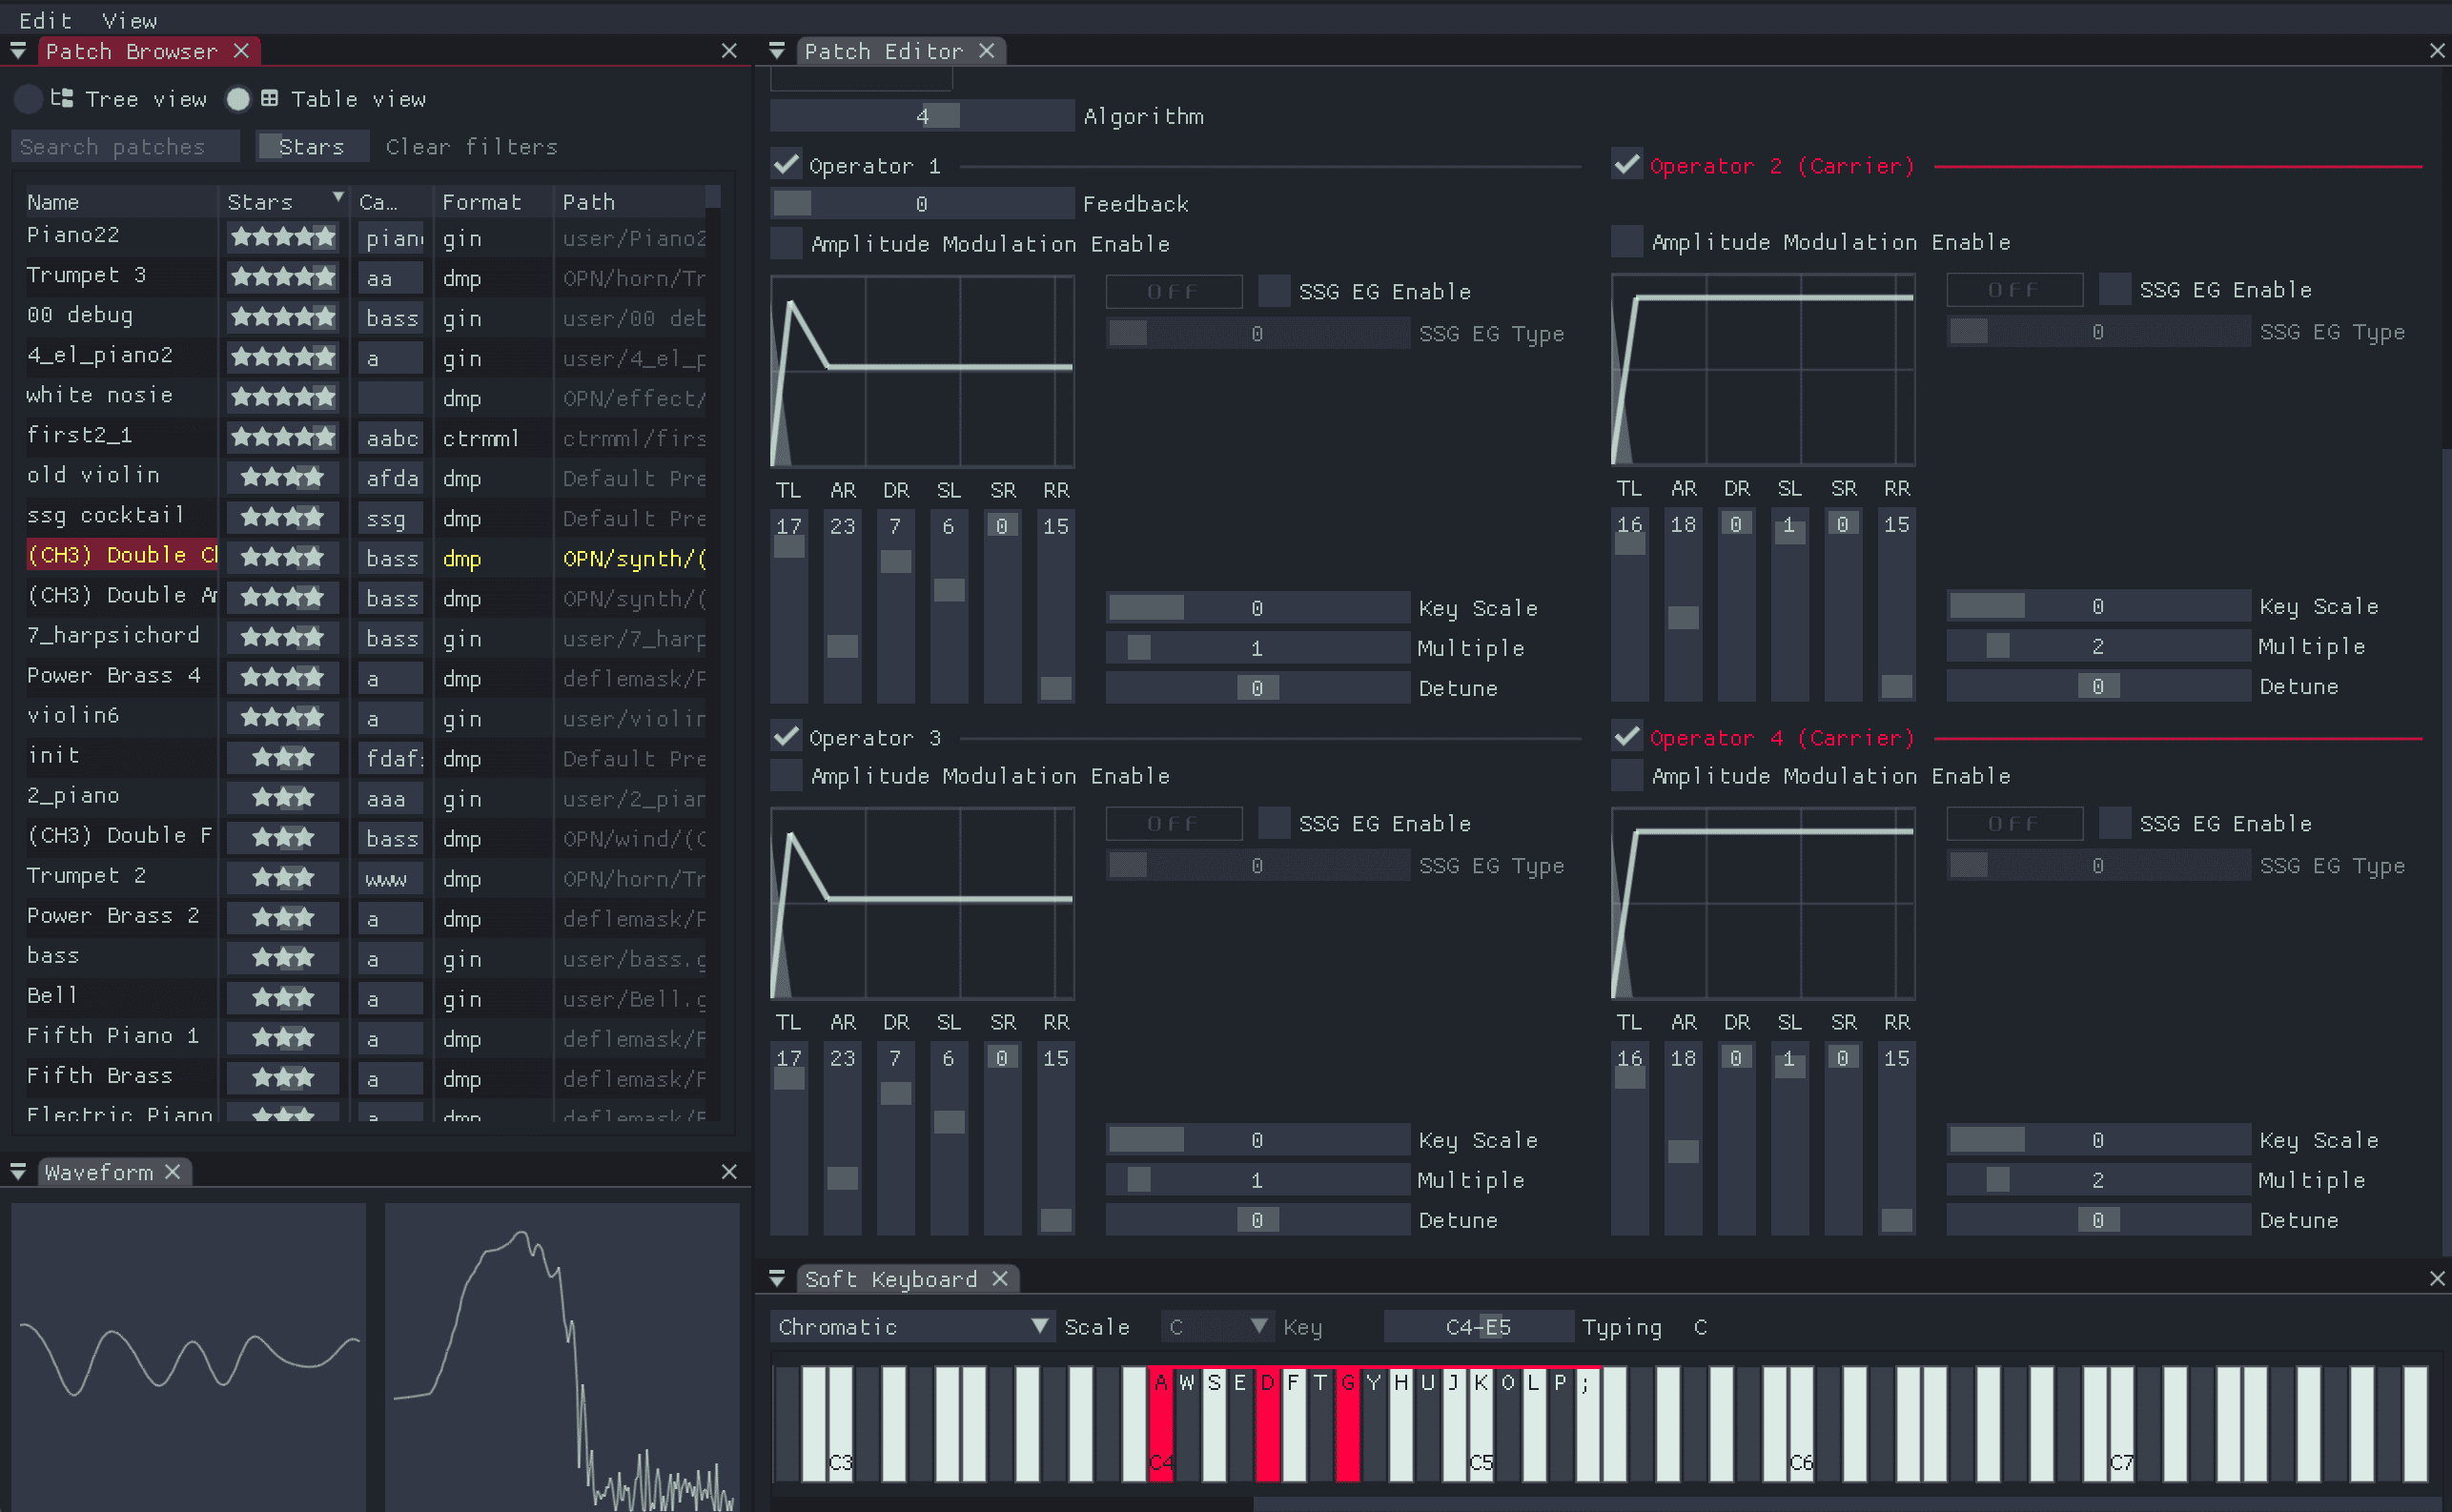 Edit View
Patch Browser
Tree view Table view
Search patches Stars Clear filters
Name Stars Ca… Format Path
Piano22 gin user/Piano2
Trumpet 3 aa dmp OPN/horn/Tr
00 debug bass gin user/00 deb
4_el_piano2 a gin user/4_el_p
white nosie dmp OPN/effect/
first2_1 aabc ctrmml ctrmml/firs
old violin afda dmp Default Pre
ssg cocktail ssg dmp Default Pre
(CH3) Double Cl bass dmp OPN/synth/(
(CH3) Double Ar bass dmp OPN/synth/(
7_harpsichord bass gin user/7_harp
Power Brass 4 a dmp deflemask/F
violin6 a gin user/violin
init fdaf dmp Default Pre
2_piano aaa gin user/2_pian
(CH3) Double F bass dmp OPN/wind/(C
Trumpet 2 www dmp OPN/horn/Tr
Power Brass 2 a dmp deflemask/F
bass a gin user/bass.g
Bell a gin user/Bell.g
Fifth Piano 1 a dmp deflemask/F
Fifth Brass a dmp deflemask/F
Electric Piano a dmp deflemask/F
Waveform
Patch Editor
4 Algorithm
Operator 1
0 Feedback
Amplitude Modulation Enable
OFF SSG EG Enable
0 SSG EG Type
TL AR DR SL SR RR
17 23 7 6 0 15
0 Key Scale
1 Multiple
0 Detune
Operator 2 (Carrier)
Amplitude Modulation Enable
OFF SSG EG Enable
0 SSG EG Type
TL AR DR SL SR RR
16 18 0 1 0 15
0 Key Scale
2 Multiple
0 Detune
Operator 3
Amplitude Modulation Enable
OFF SSG EG Enable
0 SSG EG Type
TL AR DR SL SR RR
17 23 7 6 0 15
0 Key Scale
1 Multiple
0 Detune
Operator 4 (Carrier)
Amplitude Modulation Enable
OFF SSG EG Enable
0 SSG EG Type
TL AR DR SL SR RR
16 18 0 1 0 15
0 Key Scale
2 Multiple
0 Detune
Soft Keyboard
Chromatic Scale C Key C4-E5 Typing C
A W S E D F T G Y H U J K O L P ;
C3 C4 C5 C6 C7